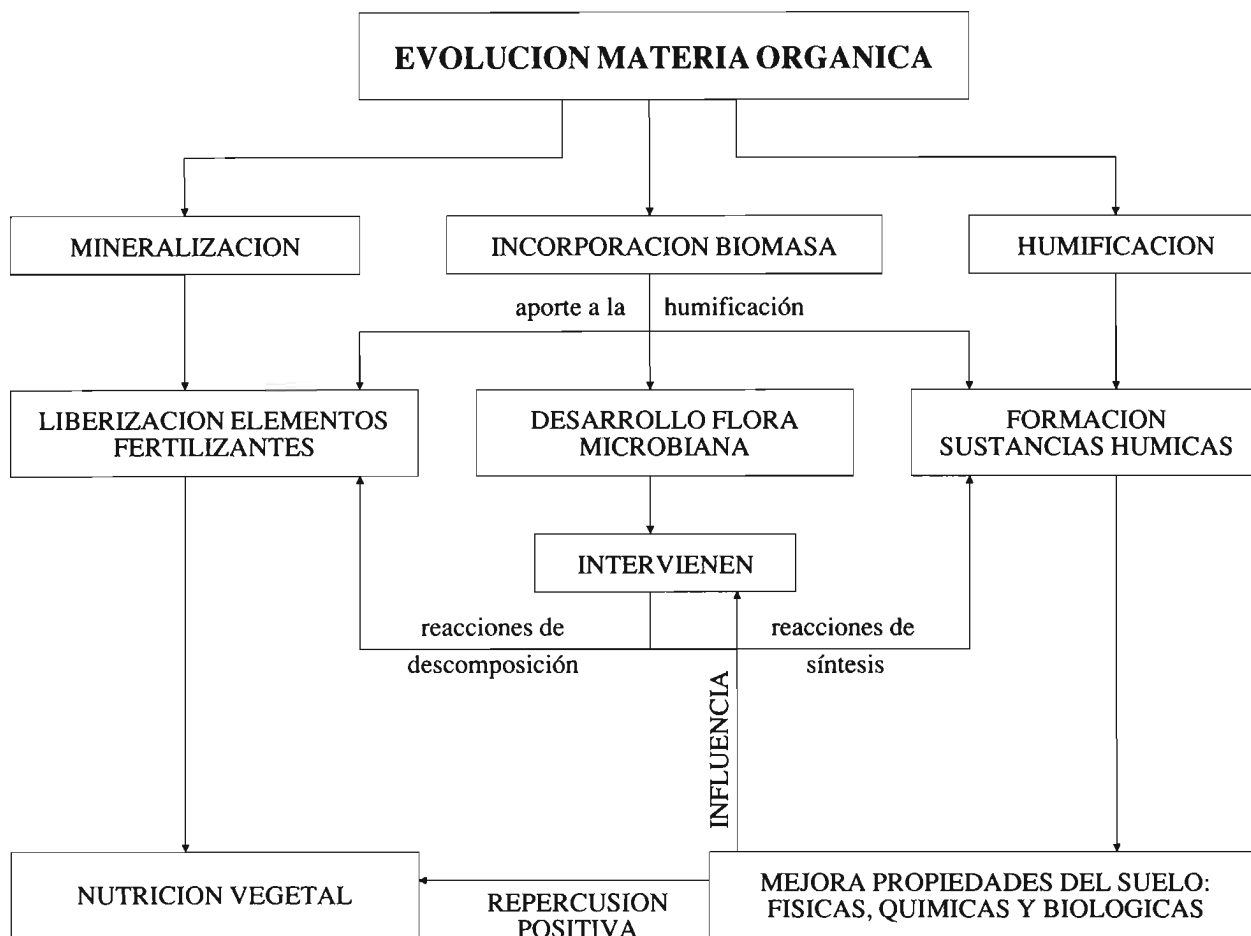 EVOLUCION MATERIA ORGANICA
MINERALIZACION
INCORPORACION BIOMASA
HUMIFICACION
aporte a la humificación
LIBERIZACION ELEMENTOS
FERTILIZANTES
DESARROLLO FLORA
MICROBIANA
FORMACION
SUSTANCIAS HUMICAS
INTERVIENEN
reacciones de
descomposición
reacciones de
síntesis
INFLUENCIA
NUTRICION VEGETAL
REPERCUSION
POSITIVA
MEJORA PROPIEDADES DEL SUELO:
FISICAS, QUIMICAS Y BIOLOGICAS